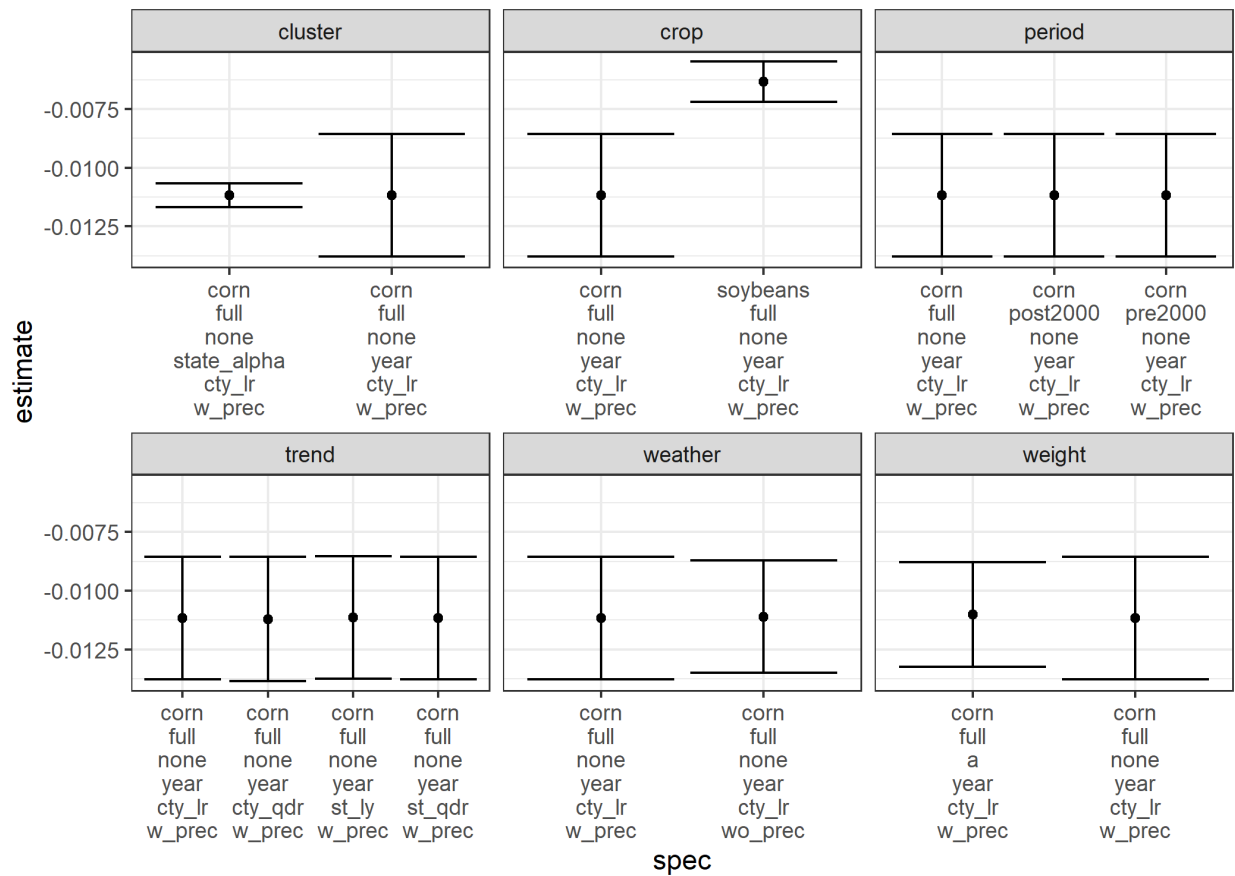 cluster
crop
period
-0.0075
-0.0100
-0.0125
corn corn corn soybeans corn corn corn
full full full full full post2000 pre2000
none none none none none none none
state_alpha year year year year year year
cty_lr cty_lr cty_lr cty_lr cty_lr cty_lr cty_lr
w_prec w_prec w_prec w_prec w_prec w_prec w_prec
estimate
trend
weather
weight
-0.0075
-0.0100
-0.0125
corn corn corn corn corn corn corn corn
full full full full full full full full
none none none none none none a none
year year year year year year year year
cty_lr cty_qdr st_ly st_qdr cty_lr cty_lr cty_lr cty_lr
w_prec w_prec w_prec w_prec w_prec wo_prec w_prec w_prec
spec